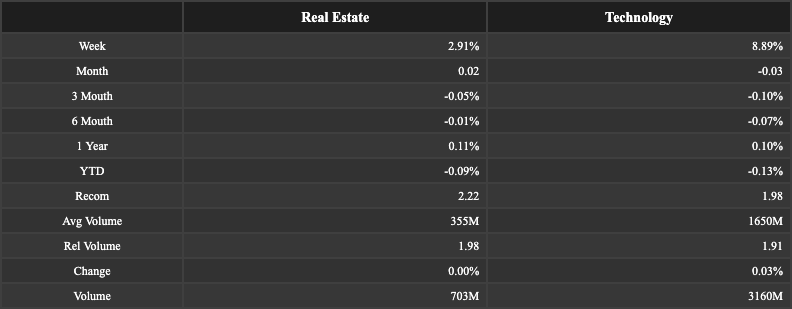 Real Estate Technology
Week 2.91% 8.89%
Month 0.02 -0.03
3 Mouth -0.05% -0.10%
6 Mouth -0.01% -0.07%
1 Year 0.11% 0.10%
YTD -0.09% -0.13%
Recom 2.22 1.98
Avg Volume 355M 1650M
Rel Volume 1.98 1.91
Change 0.00% 0.03%
Volume 703M 3160M